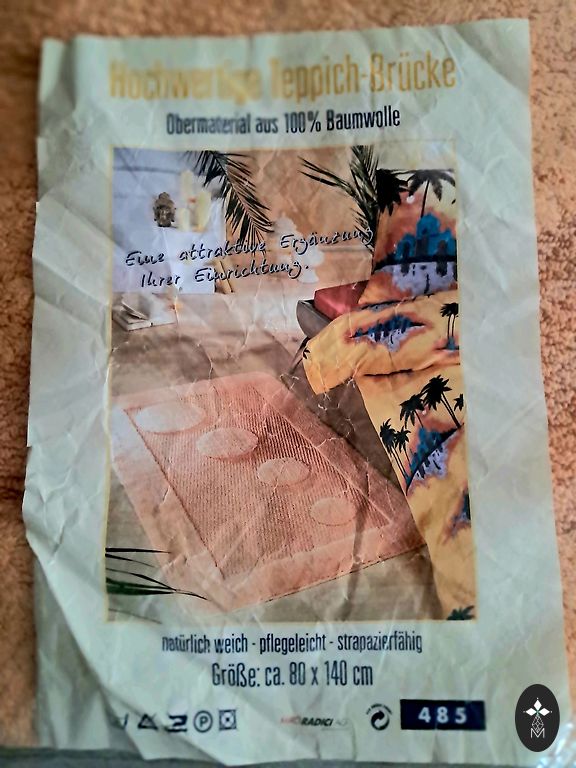 Hochwertige Teppich-Brücke
Obermaterial aus 100% Baumwolle
Eine attraktive Ergänzung
Ihrer Einrichtung.
natürlich weich - pflegeleicht - strapazierfähig
Größe: ca. 80 x 140 cm
RADICI
485